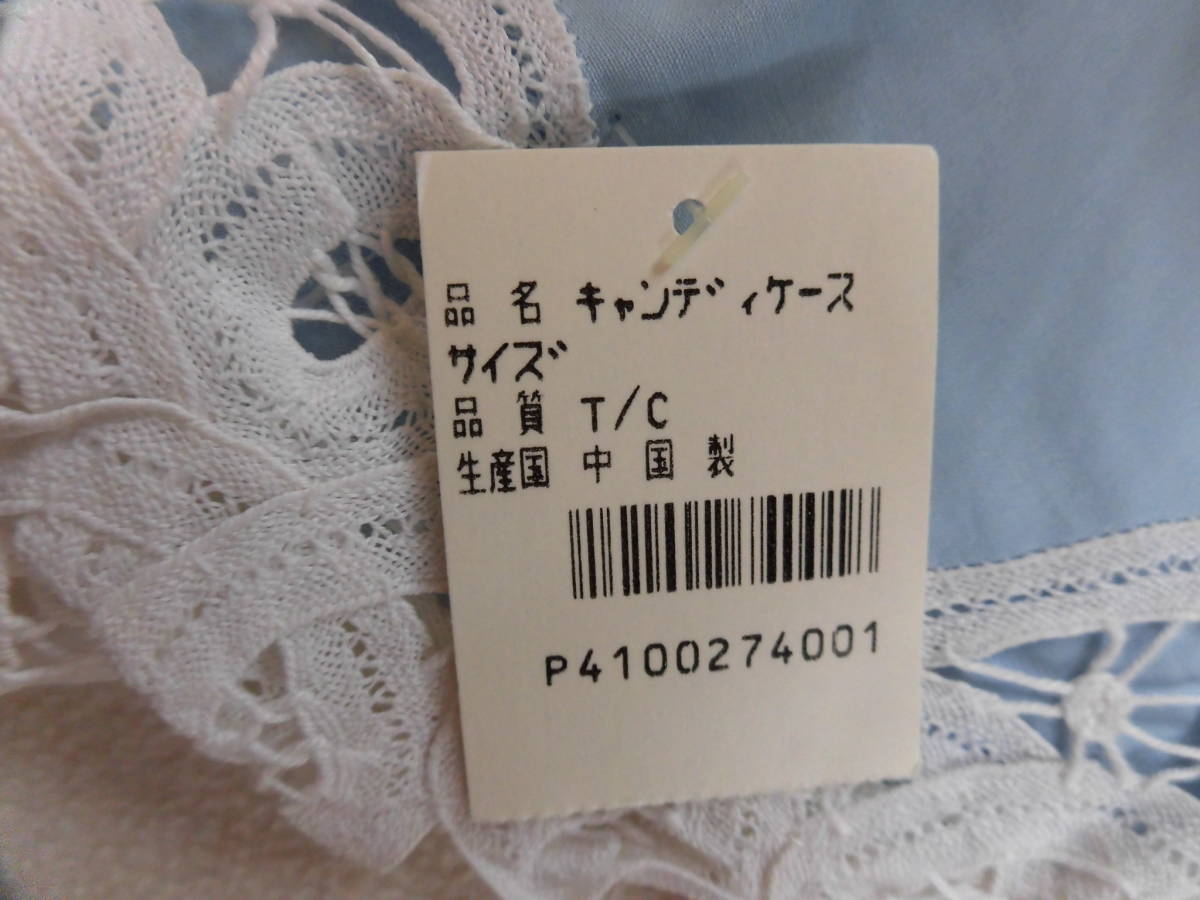 品 名 キャンディケース
サイズ
品 質 T/C
生産国 中 国 製
P4100274001